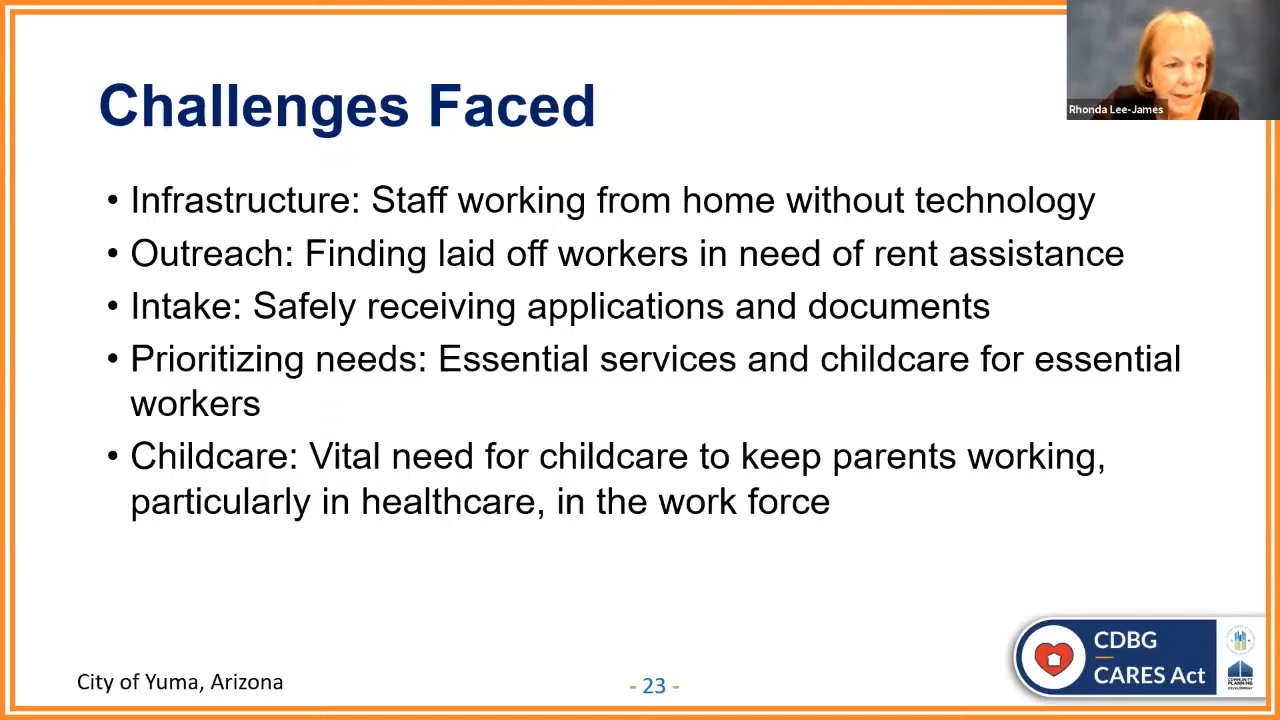 Rhonda Lee-James
Challenges Faced
• Infrastructure: Staff working from home without technology
• Outreach: Finding laid off workers in need of rent assistance
• Intake: Safely receiving applications and documents
• Prioritizing needs: Essential services and childcare for essential
workers
• Childcare: Vital need for childcare to keep parents working,
particularly in healthcare, in the work force
City of Yuma, Arizona
- 23 -
CDBG
CARES Act
COMMUNITY
PLANNING
DEVELOPMENT